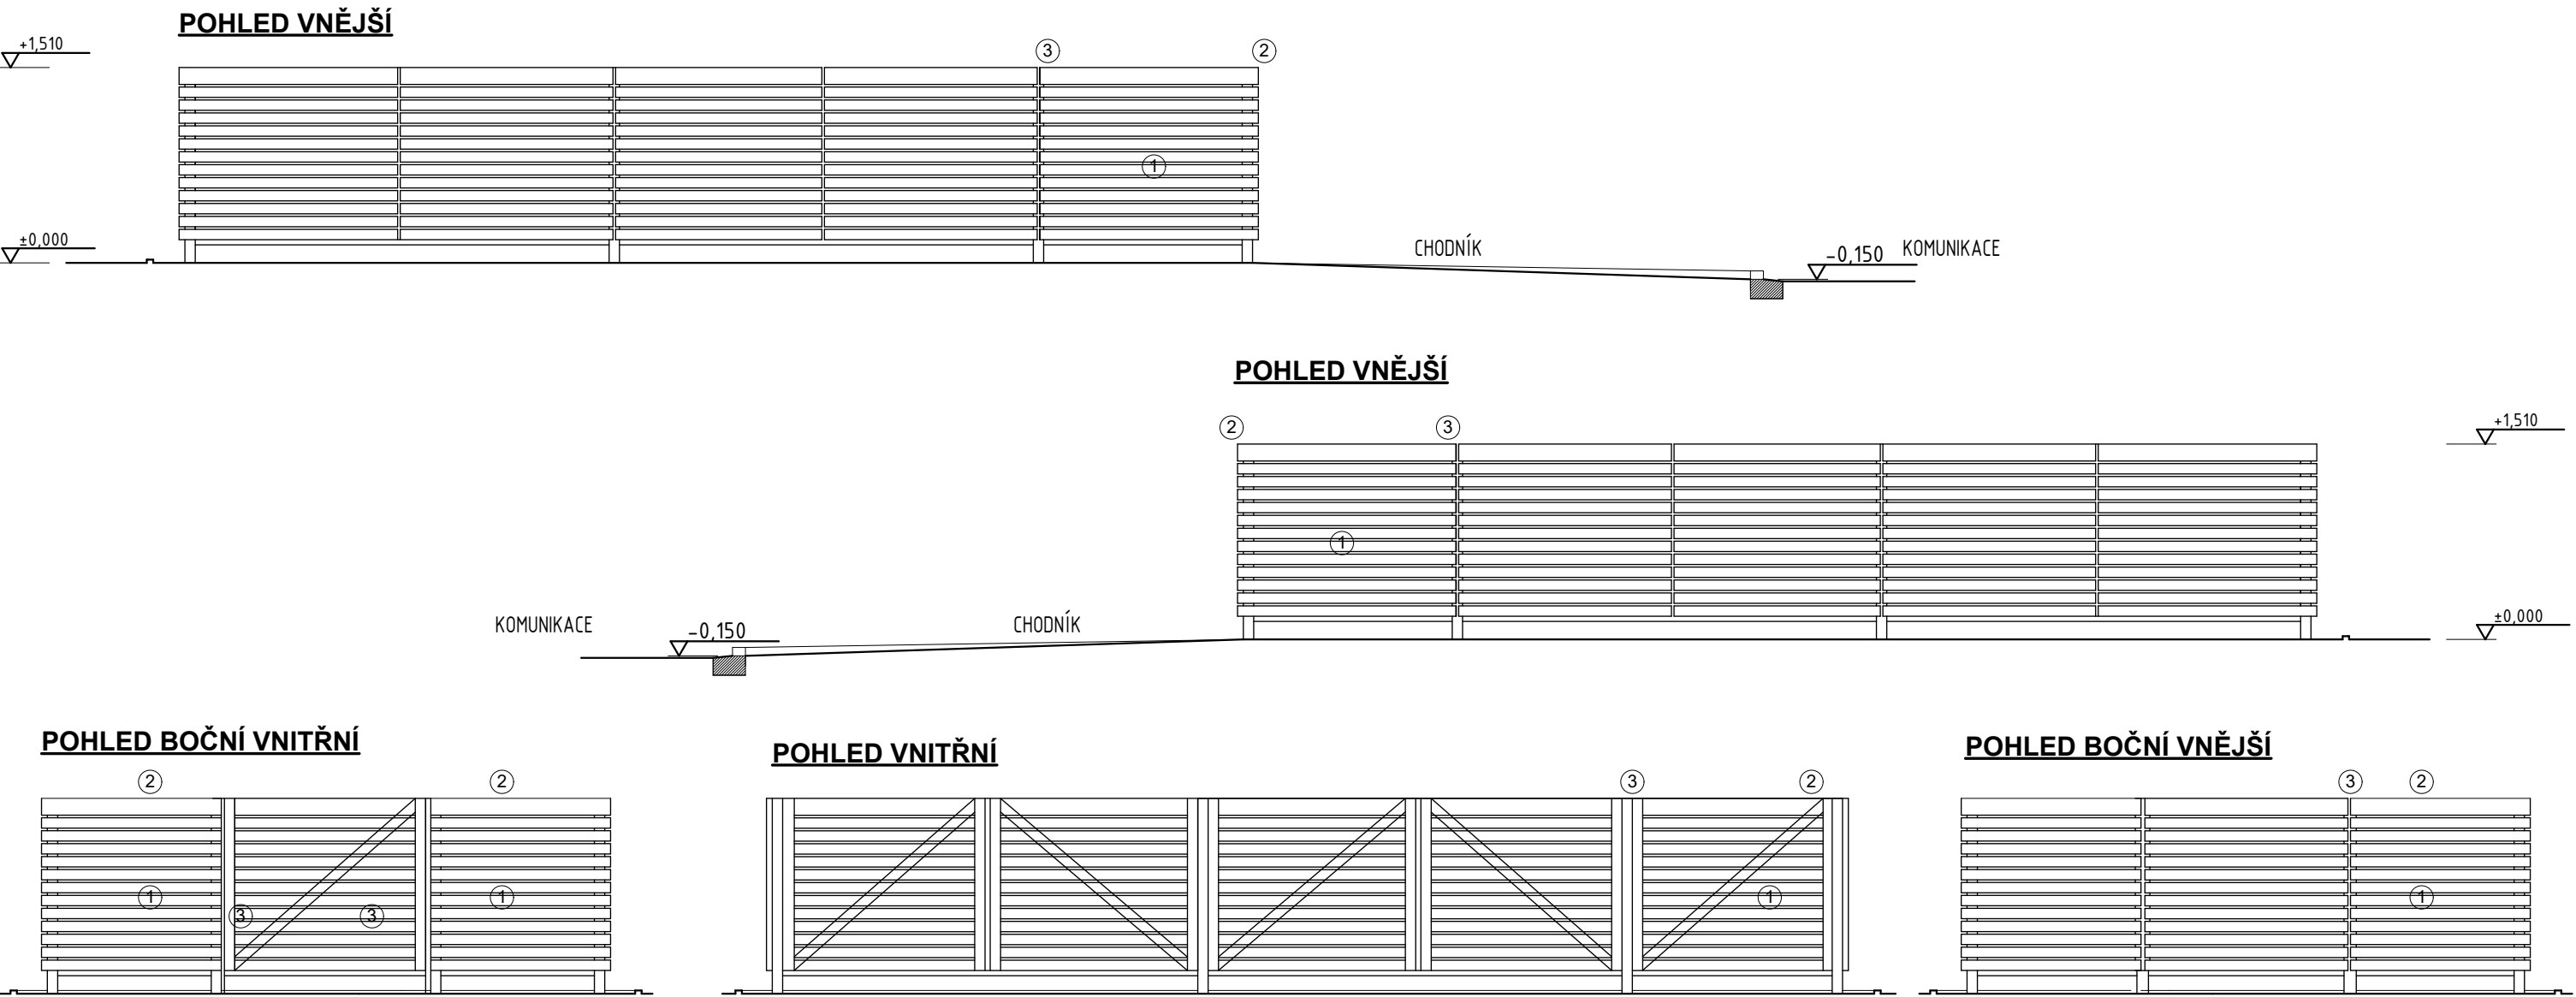 POHLED VNĚJŠÍ
+1,510
3
2
1
±0,000
CHODNÍK
-0,150
KOMUNIKACE
POHLED VNĚJŠÍ
2
3
+1,510
1
KOMUNIKACE
-0,150
CHODNÍK
±0,000
POHLED BOČNÍ VNITŘNÍ
2
2
1
1
3
3
POHLED VNITŘNÍ
3
2
1
POHLED BOČNÍ VNĚJŠÍ
3
2
1